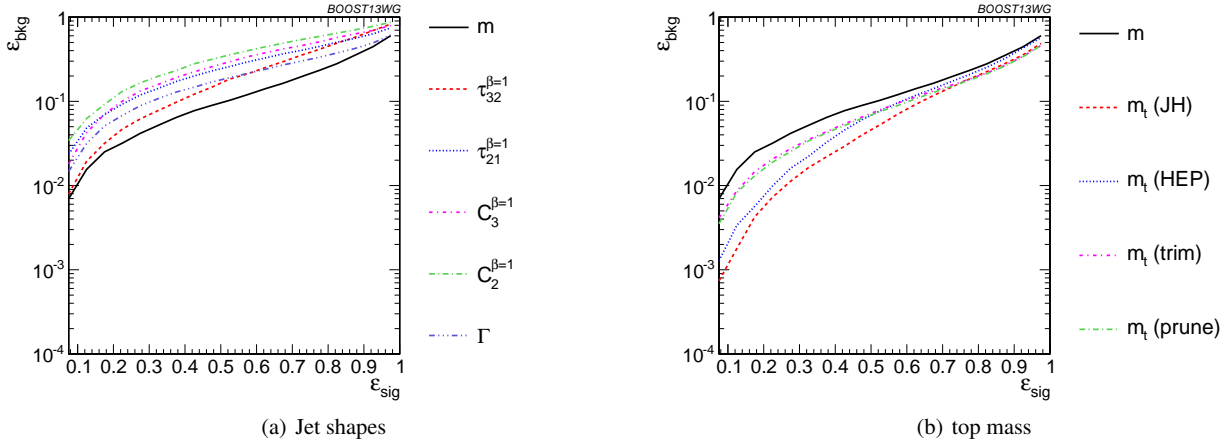 BOOST13WG
ε_bkg
1
10⁻¹
10⁻²
10⁻³
10⁻⁴
0.1 0.2 0.3 0.4 0.5 0.6 0.7 0.8 0.9 1
ε_sig
m
τ₃₂^β=1
τ₂₁^β=1
C₃^β=1
C₂^β=1
Γ
(a) Jet shapes
BOOST13WG
ε_bkg
1
10⁻¹
10⁻²
10⁻³
10⁻⁴
0.1 0.2 0.3 0.4 0.5 0.6 0.7 0.8 0.9 1
ε_sig
m
m_t (JH)
m_t (HEP)
m_t (trim)
m_t (prune)
(b) top mass